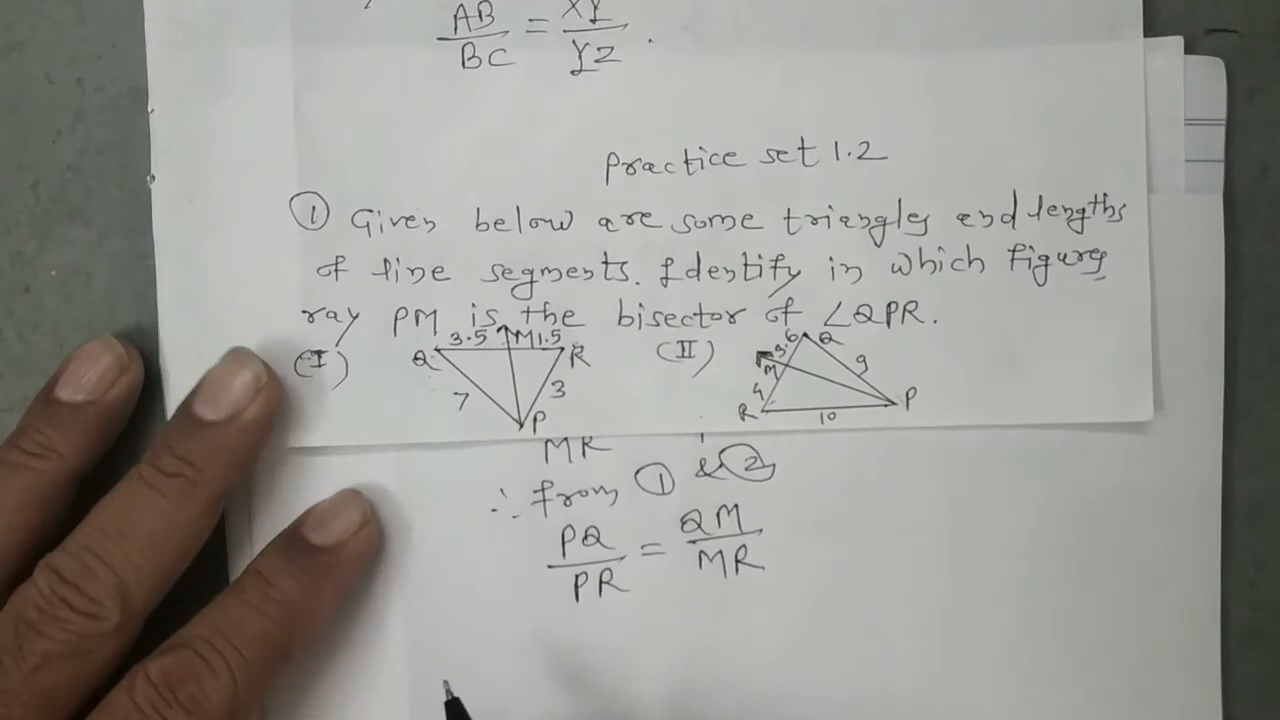 AB/BC = XY/YZ.
Practice set 1.2
① Given below are some triangles and lengths
of line segments. Identify in which figures
ray PM is the bisector of ∠QPR.
(I) Q 3.5 M 1.5 R 7 3 P
(II) Q 3.6 M 4 R 9 10 P
MR
∴ from ① & ②
PQ/PR = QM/MR